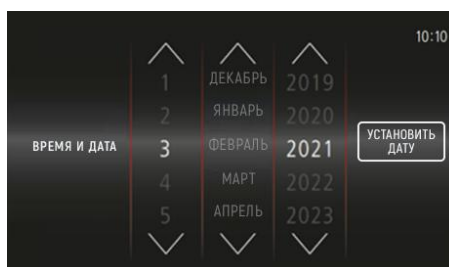 10:10
1 ДЕКАБРЬ 2019
2 ЯНВАРЬ 2020
ВРЕМЯ И ДАТА 3 ФЕВРАЛЬ 2021 УСТАНОВИТЬ
ДАТУ
4 МАРТ 2022
5 АПРЕЛЬ 2023